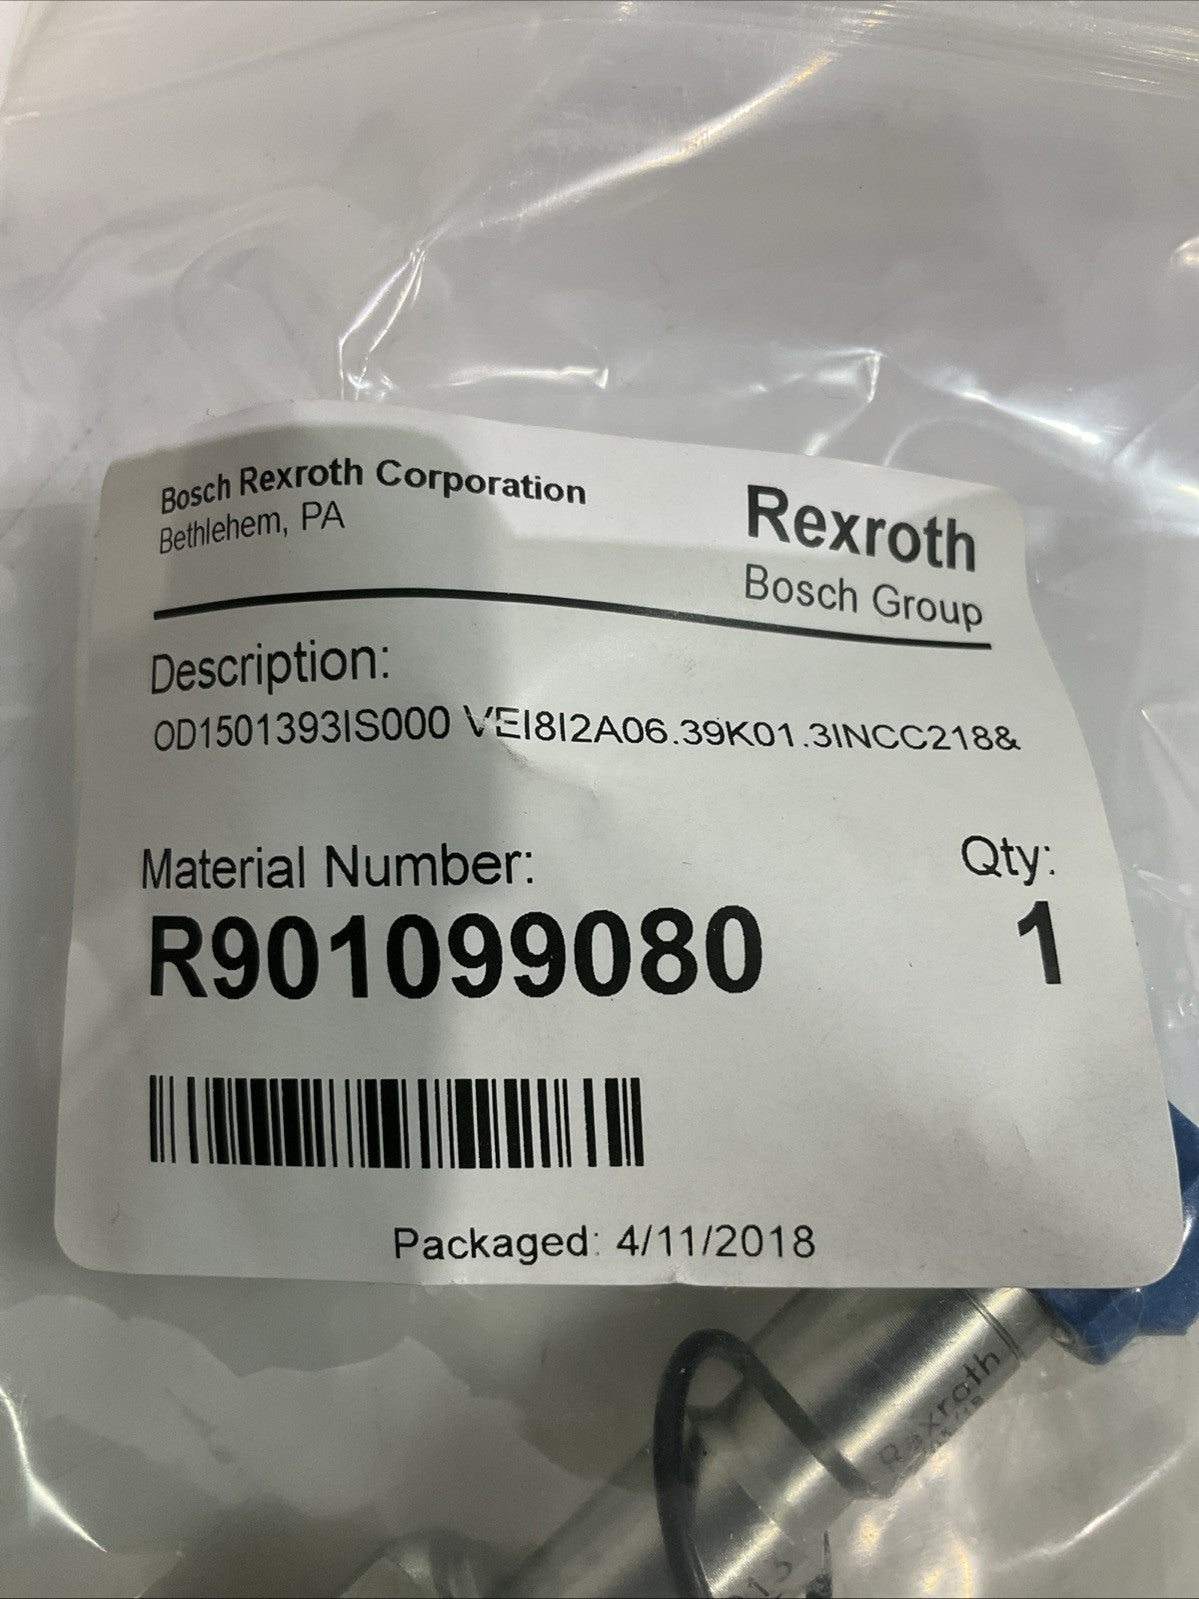 Bosch Rexroth Corporation
Bethlehem, PA
Rexroth
Bosch Group
Description:
OD1501393IS000 VEI8I2A06.39K01.3INCC218&
Material Number:
Qty:
R901099080
1
Packaged: 4/11/2018
Rexroth
13